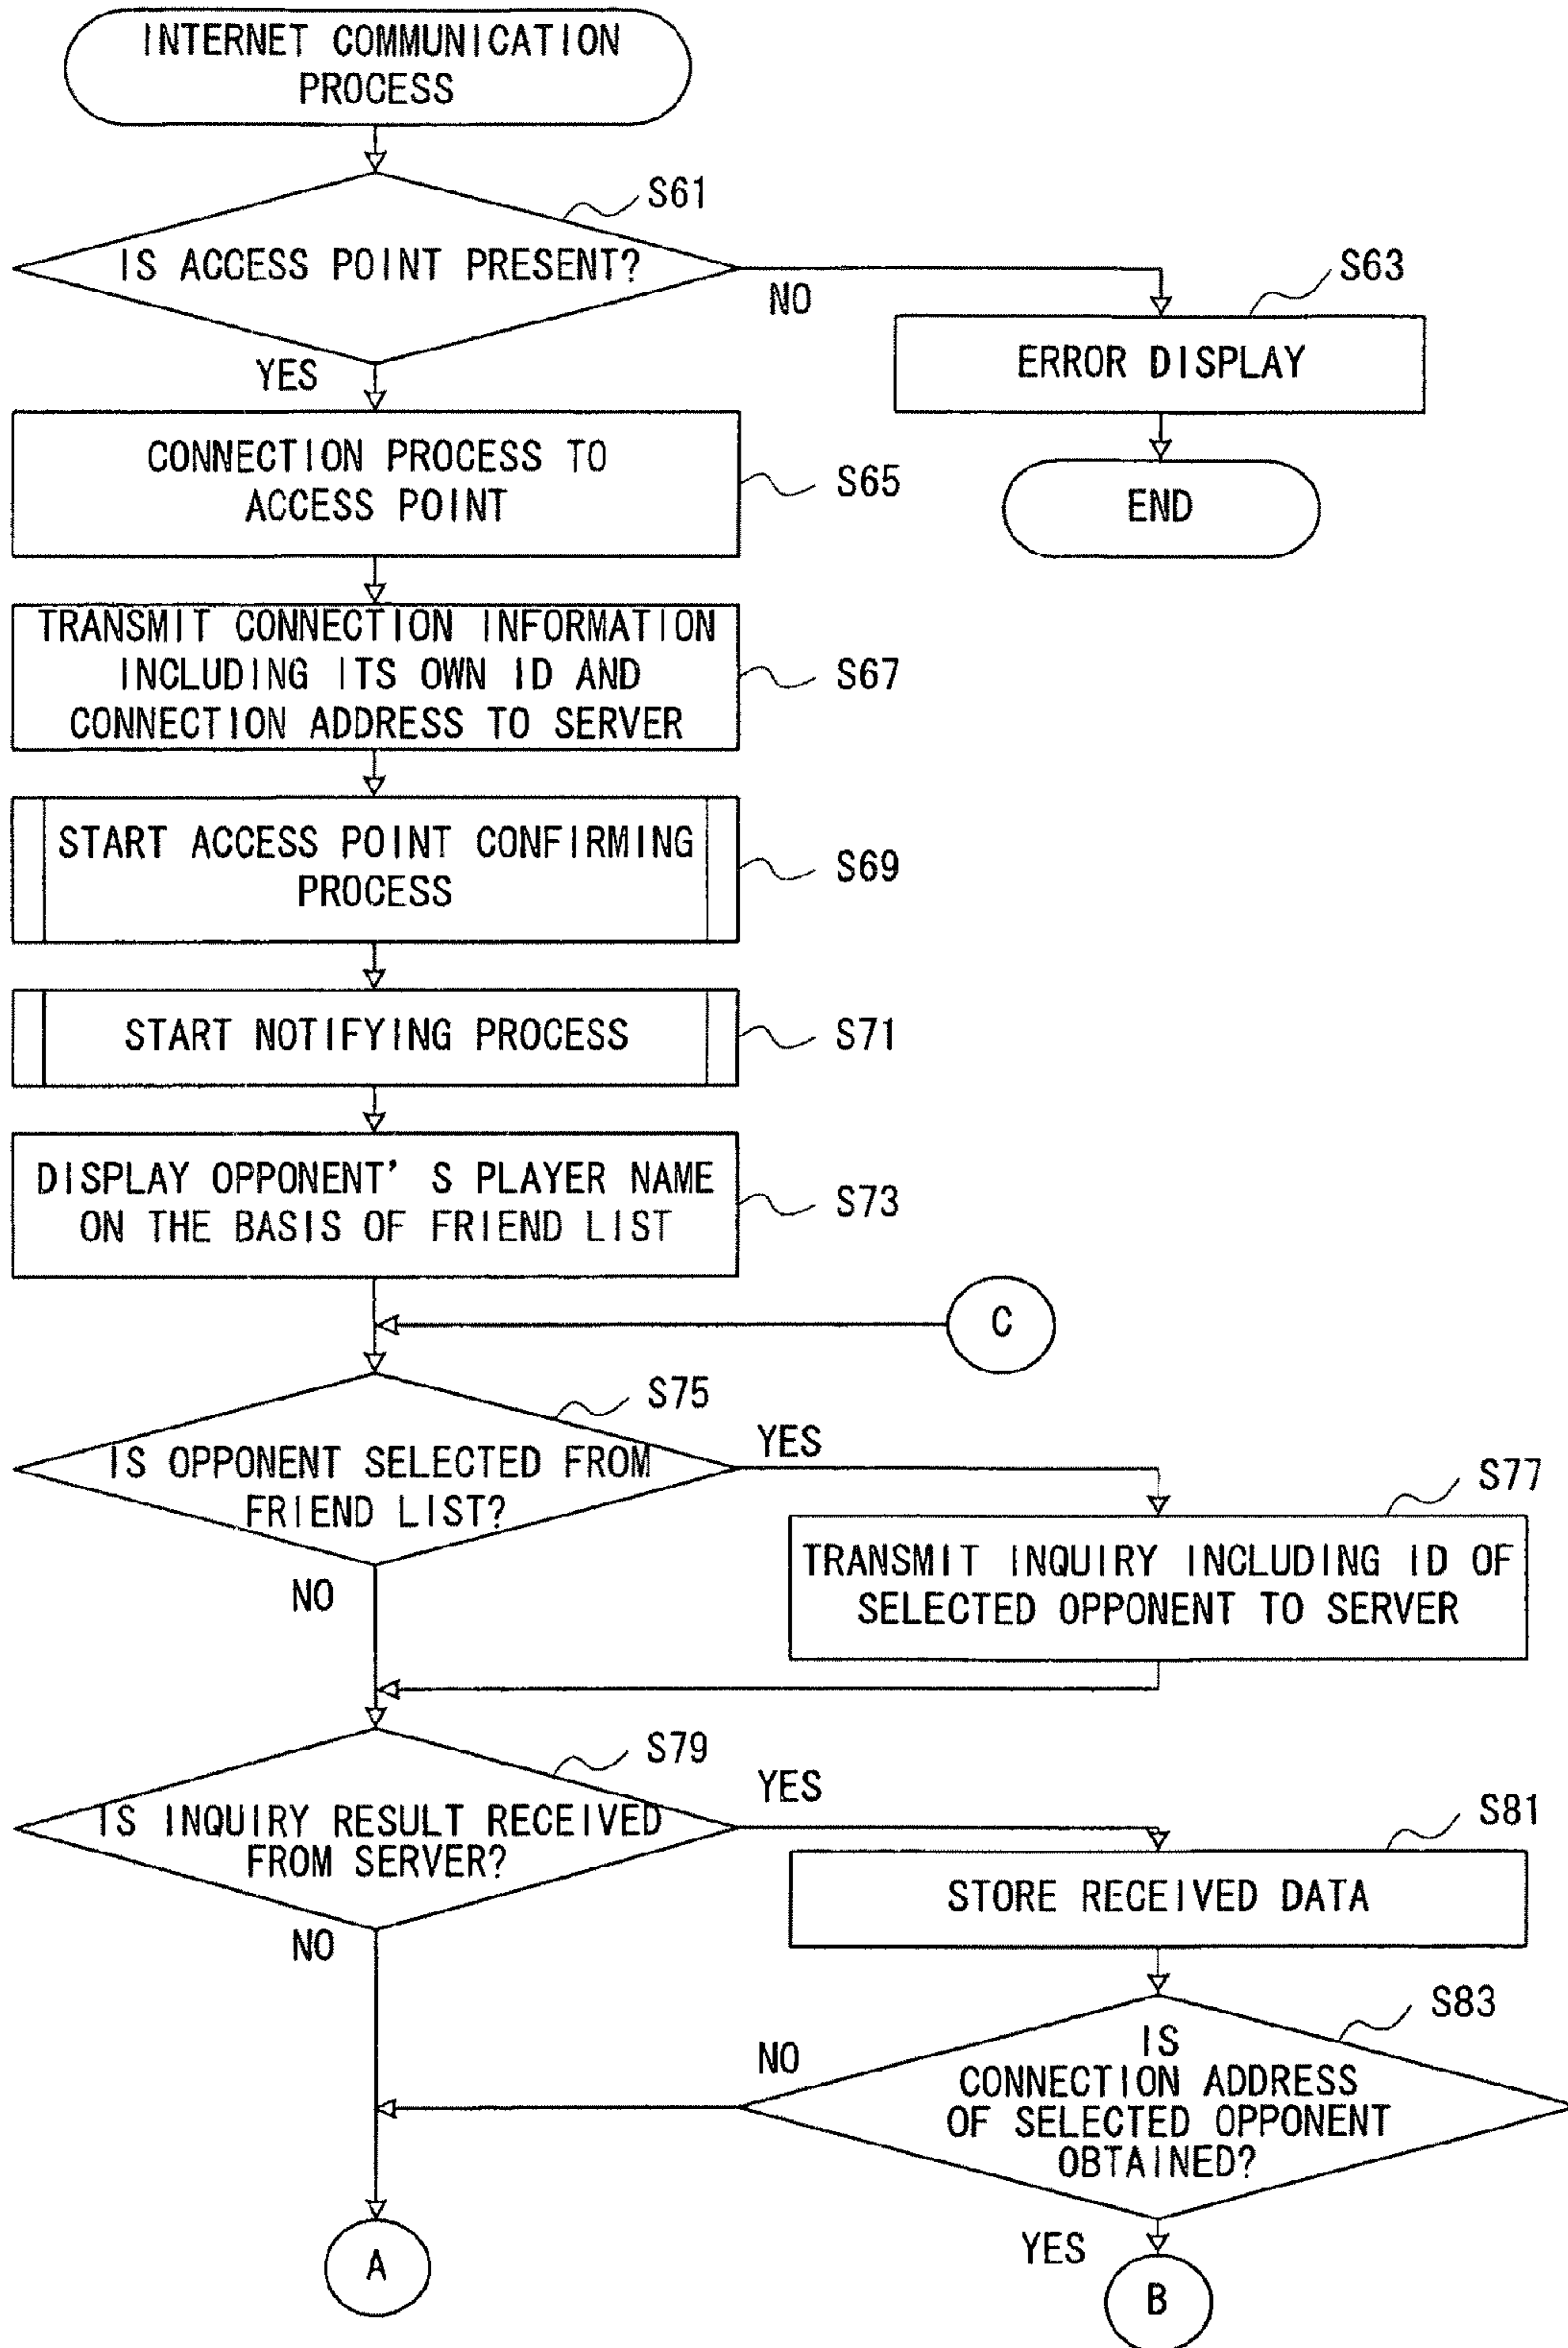 INTERNET COMMUNICATION
PROCESS
S61
IS ACCESS POINT PRESENT?
NO
S63
ERROR DISPLAY
END
YES
CONNECTION PROCESS TO
ACCESS POINT
S65
TRANSMIT CONNECTION INFORMATION
INCLUDING ITS OWN ID AND
CONNECTION ADDRESS TO SERVER
S67
START ACCESS POINT CONFIRMING
PROCESS
S69
START NOTIFYING PROCESS
S71
DISPLAY OPPONENT'S PLAYER NAME
ON THE BASIS OF FRIEND LIST
S73
C
S75
IS OPPONENT SELECTED FROM
FRIEND LIST?
YES
S77
TRANSMIT INQUIRY INCLUDING ID OF
SELECTED OPPONENT TO SERVER
NO
S79
IS INQUIRY RESULT RECEIVED
FROM SERVER?
YES
S81
STORE RECEIVED DATA
NO
S83
IS
CONNECTION ADDRESS
OF SELECTED OPPONENT
OBTAINED?
NO
YES
A
B